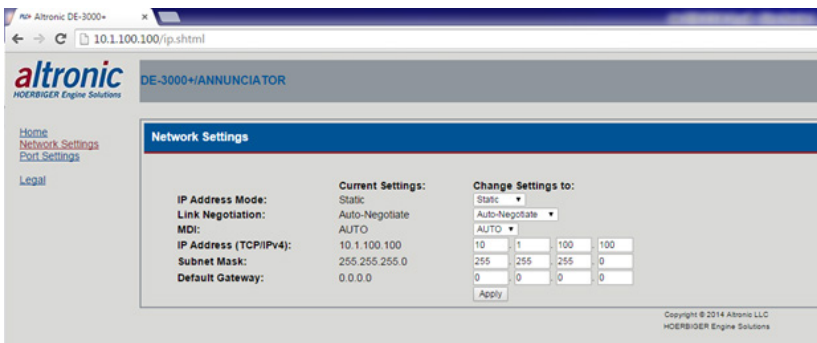 Altronic DE-3000+
10.1.100.100/ip.shtml
altronic
HOERBIGER Engine Solutions
DE-3000+/ANNUNCIATOR
Home
Network Settings
Port Settings
Legal
Network Settings
Current Settings: Change Settings to:
IP Address Mode: Static Static
Link Negotiation: Auto-Negotiate Auto-Negotiate
MDI: AUTO AUTO
IP Address (TCP/IPv4): 10.1.100.100 10 . 1 . 100 . 100
Subnet Mask: 255.255.255.0 255 . 255 . 255 . 0
Default Gateway: 0.0.0.0 0 . 0 . 0 . 0
Apply
Copyright © 2014 Altronic LLC
HOERBIGER Engine Solutions